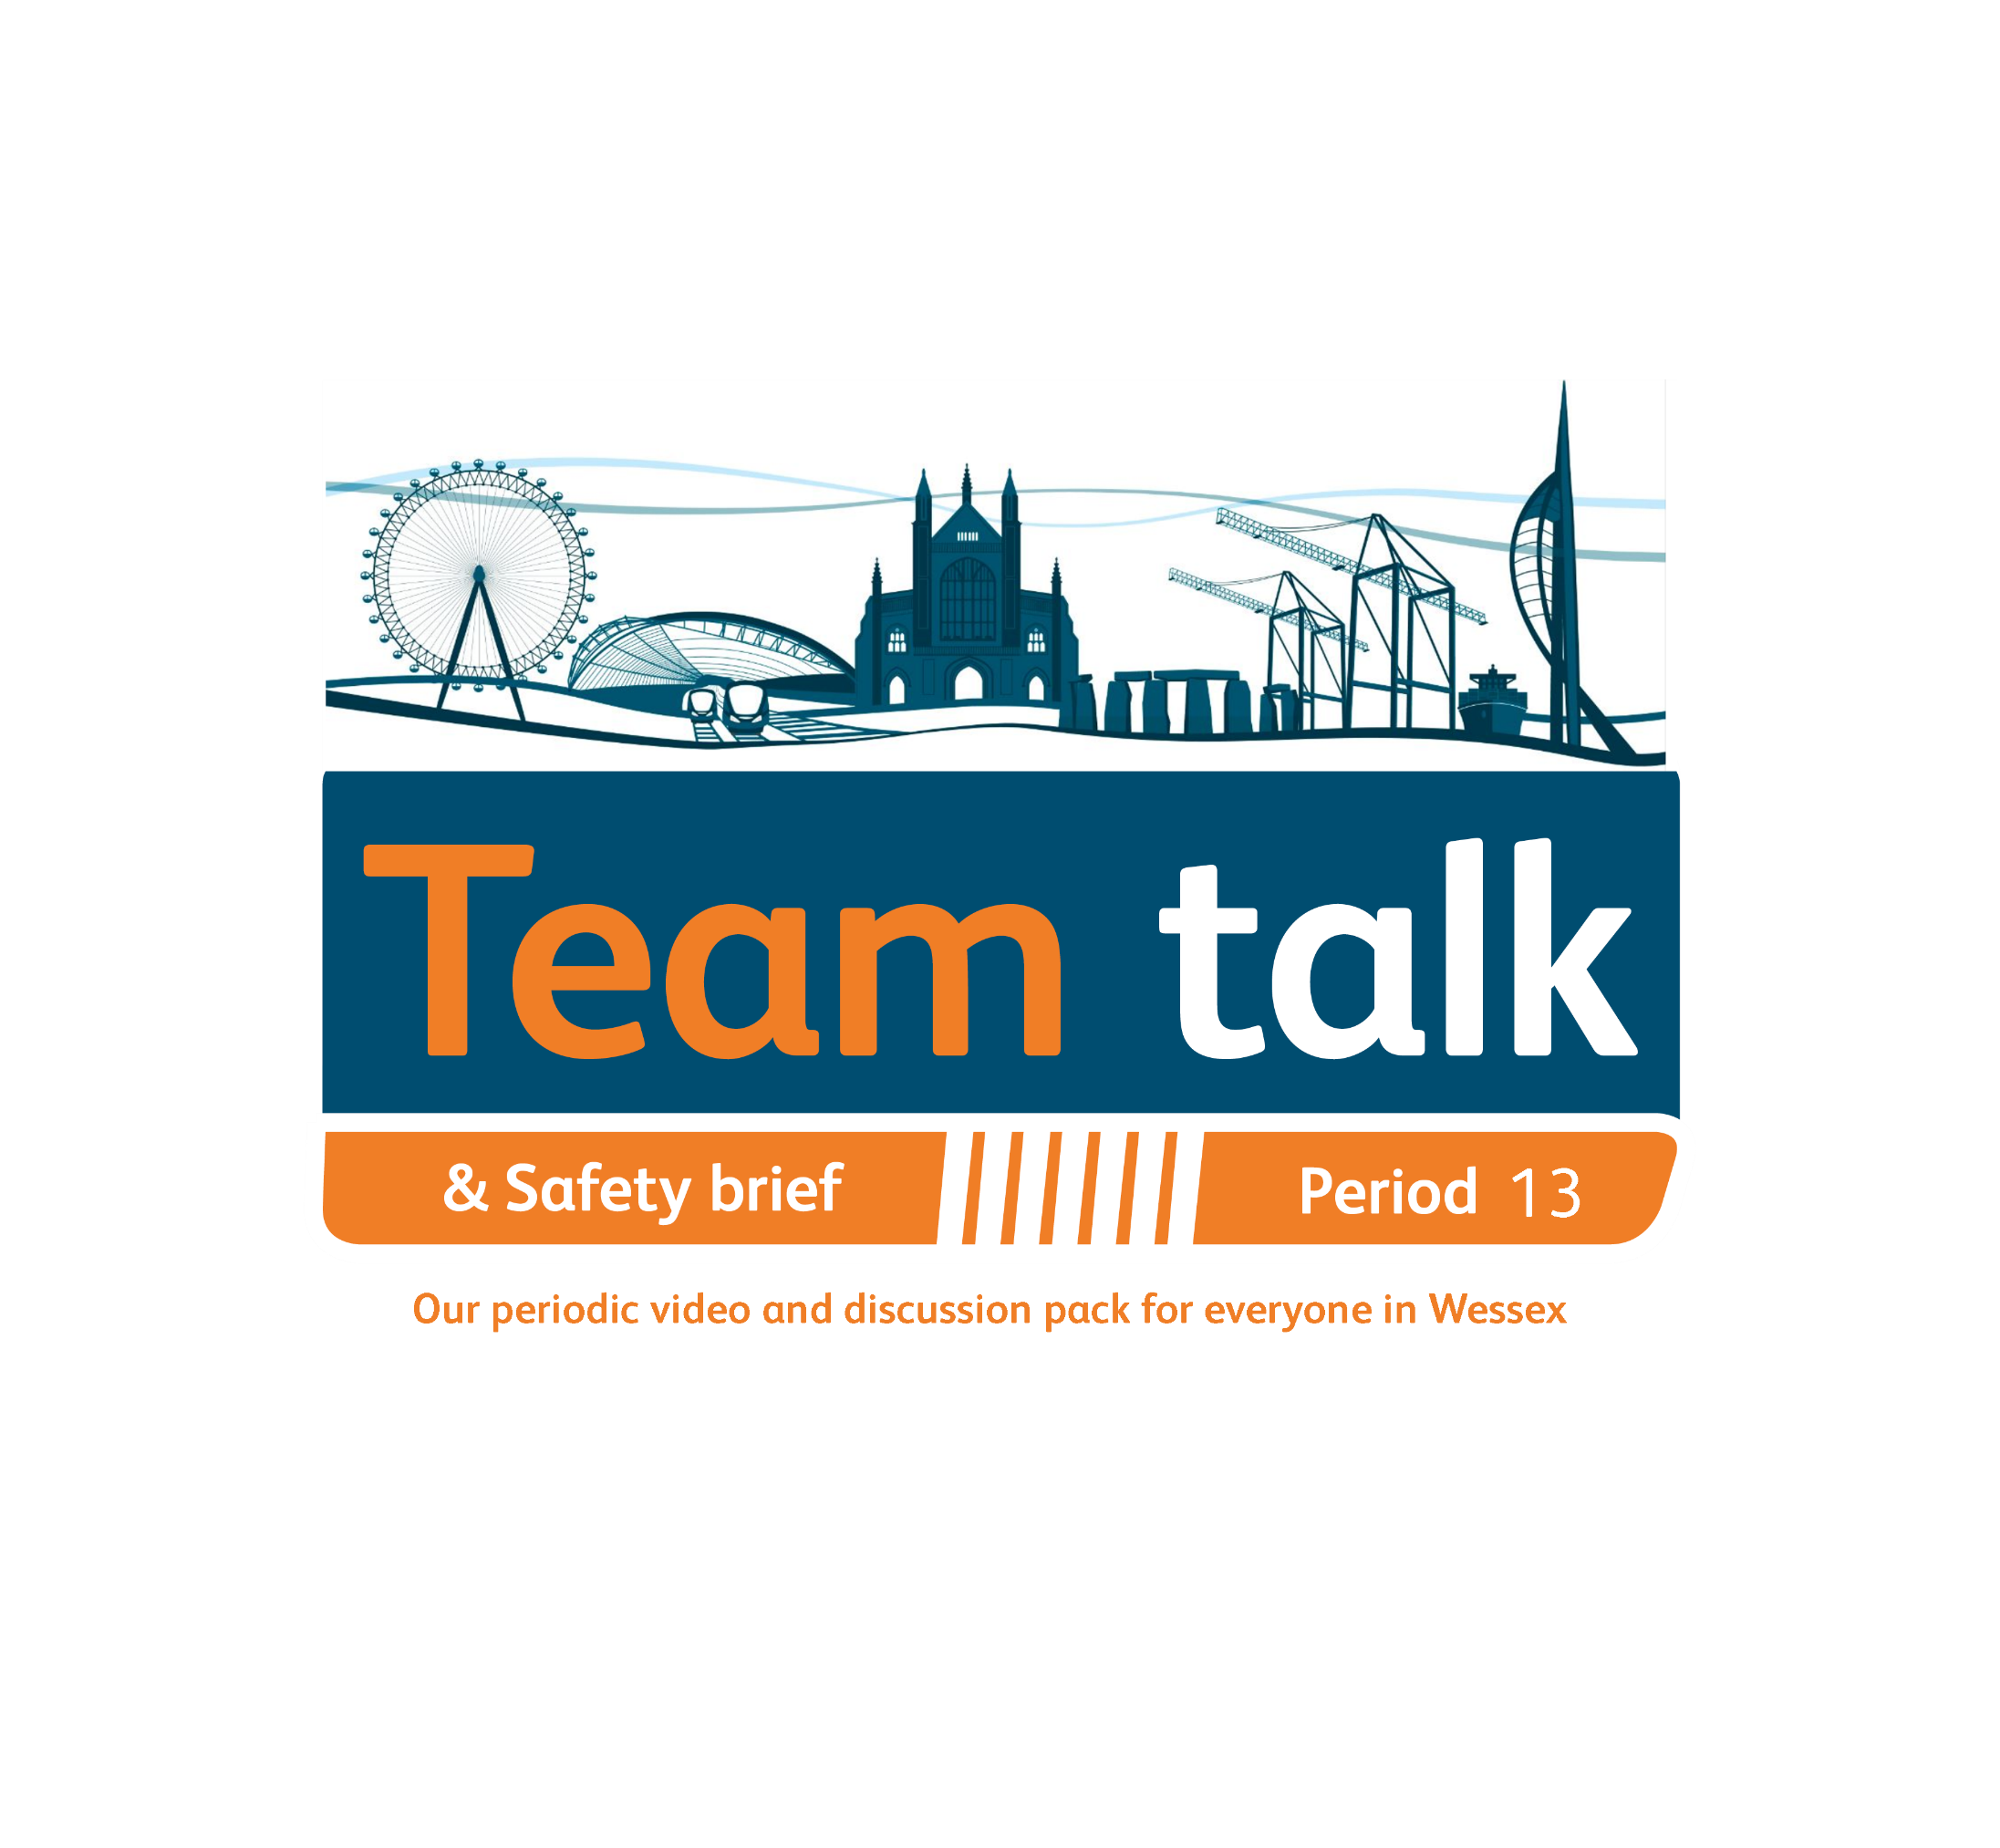 Team talk
& Safety brief
Period 13
Our periodic video and discussion pack for everyone in Wessex